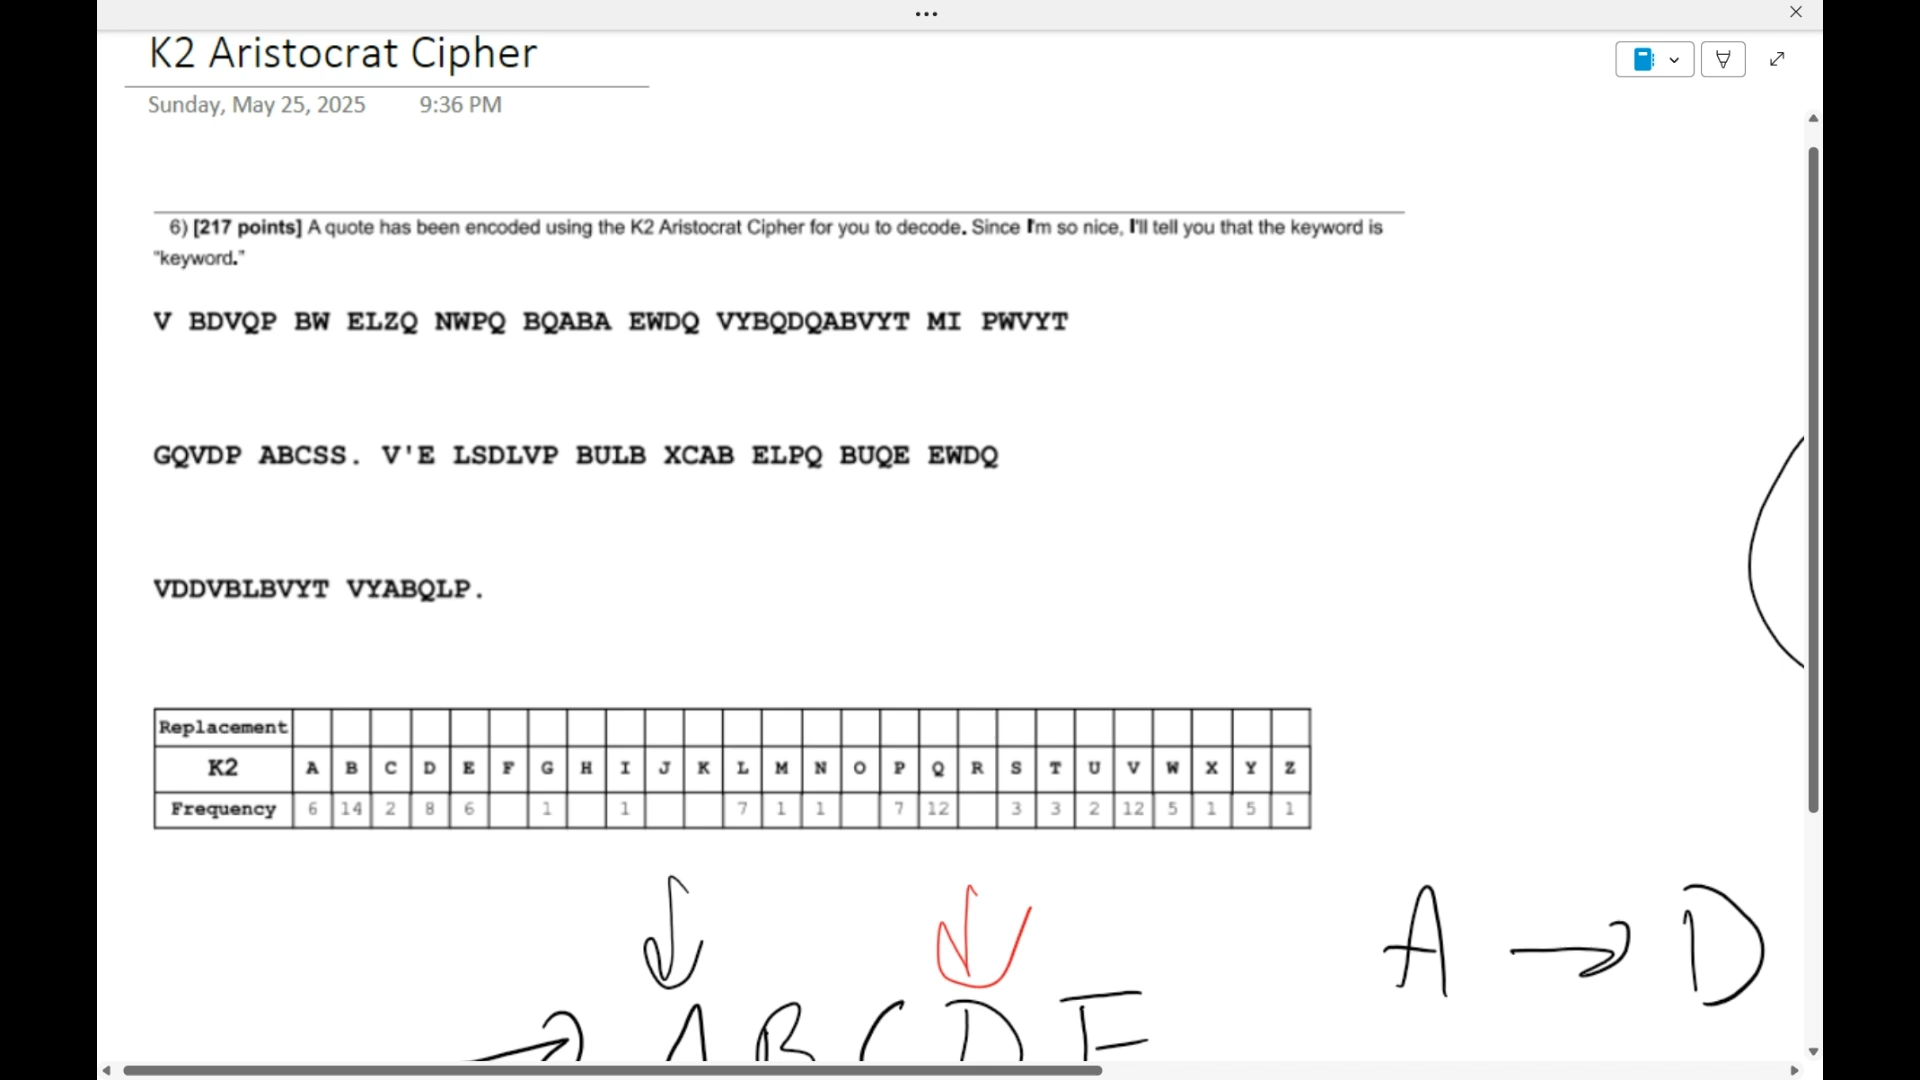 K2 Aristocrat Cipher
Sunday, May 25, 2025 9:36 PM
6) [217 points] A quote has been encoded using the K2 Aristocrat Cipher for you to decode. Since I'm so nice, I'll tell you that the keyword is
"keyword."
V BDVQP BW ELZQ NWPQ BQABA EWDQ VYBQDQABVYT MI PWVYT
GQVDP ABCSS. V'E LSDLVP BULB XCAB ELPQ BUQE EWDQ
VDDVBLBVYT VYABQLP.
Replacement
K2 A B C D E F G H I J K L M N O P Q R S T U V W X Y Z
Frequency 6 14 2 8 6 1 1 7 1 1 7 12 3 3 2 12 5 1 5 1
A → D
→ A B C D E